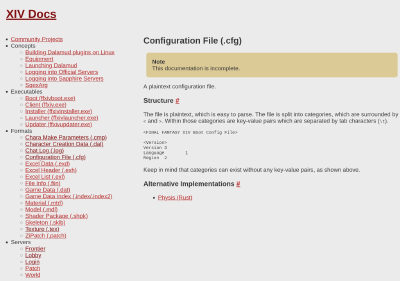 XIV Docs
Community Projects
Concepts
Building Dalamud plugins on Linux
Equipment
Launching Dalamud
Logging into Official Servers
Logging into Sapphire Servers
SqexArg
Executables
Boot (ffxivboot.exe)
Client (ffxiv.exe)
Installer (ffxivinstaller.exe)
Launcher (ffxivlauncher.exe)
Updater (ffxivupdater.exe)
Formats
Chara Make Parameters (.cmp)
Character Creation Data (.dat)
Chat Log (.log)
Configuration File (.cfg)
Excel Data (.exd)
Excel Header (.exh)
Excel List (.exl)
File Info (.fiin)
Game Data (.dat)
Game Data Index (.index/.index2)
Material (.mtrl)
Model (.mdl)
Shader Package (.shpk)
Skeleton (.sklb)
Texture (.tex)
ZiPatch (.patch)
Servers
Frontier
Lobby
Login
Patch
World
Configuration File (.cfg)
Note
This documentation is incomplete.
A plaintext configuration file.
Structure #
The file is plaintext, which is easy to parse. The file is split into categories, which are surrounded by
< and >. Within those categories are key-value pairs which are separated by tab characters (\t).
<FINAL FANTASY XIV Boot Config File>
<Version>
Version 3
Language 1
Region 2
Keep in mind that categories can exist without any key-value pairs, as shown above.
Alternative Implementations #
Physis (Rust)